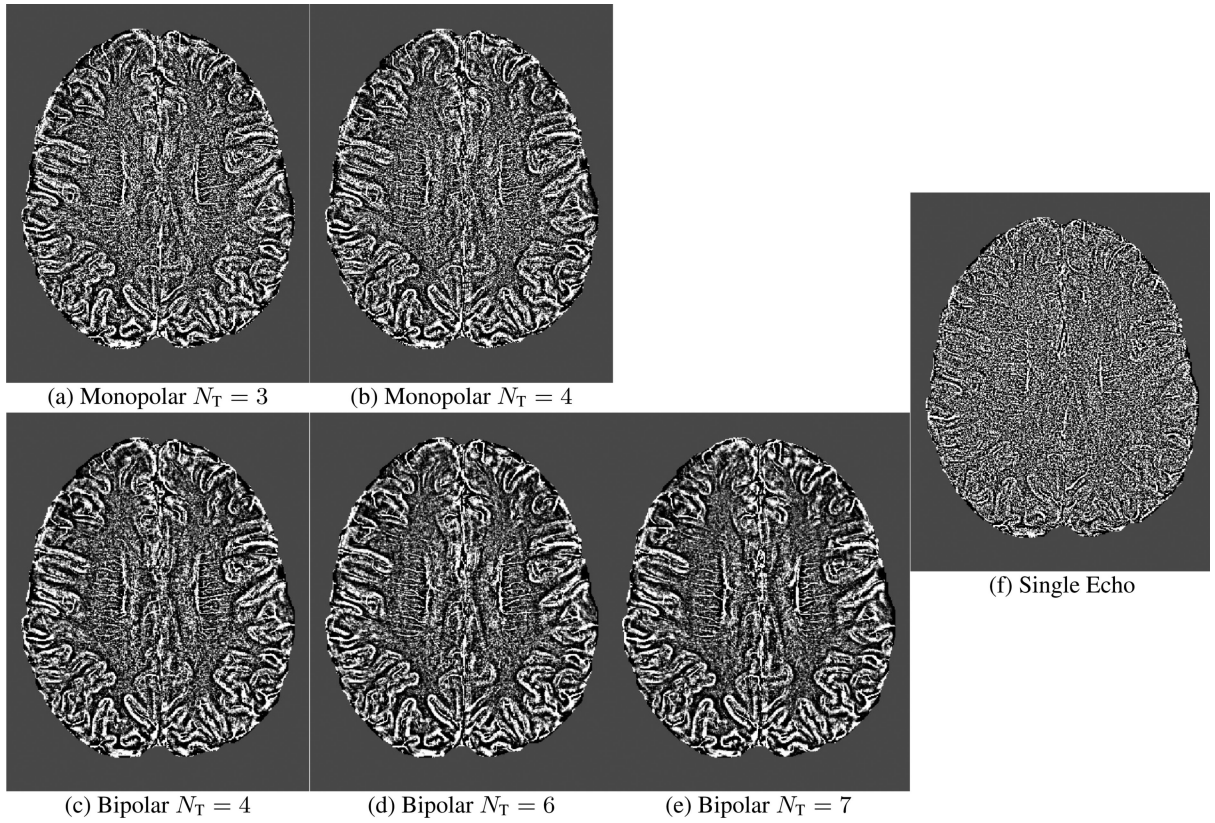 (a) Monopolar N_T = 3
(b) Monopolar N_T = 4
(c) Bipolar N_T = 4
(d) Bipolar N_T = 6
(e) Bipolar N_T = 7
(f) Single Echo